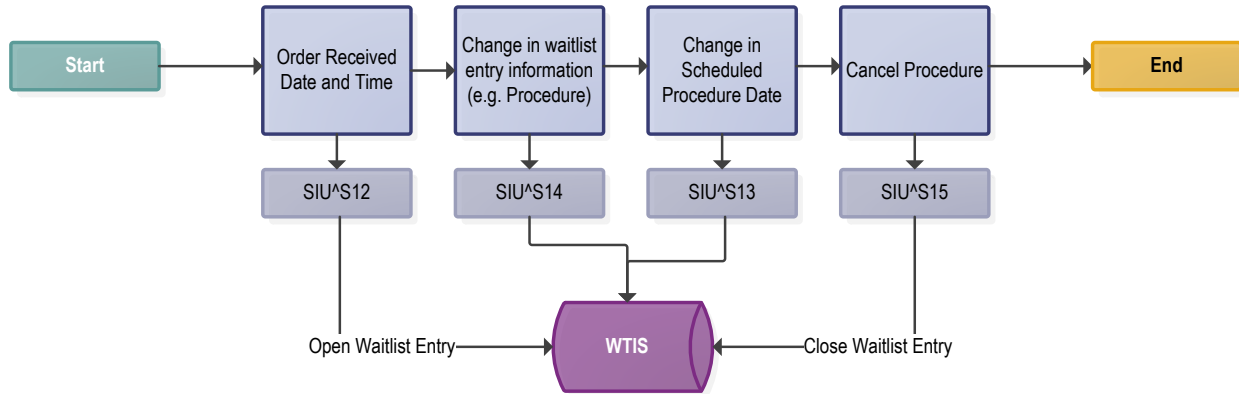 Start
Order Received
Date and Time
Change in waitlist
entry information
(e.g. Procedure)
Change in
Scheduled
Procedure Date
Cancel Procedure
End
SIU^S12
SIU^S14
SIU^S13
SIU^S15
Open Waitlist Entry
WTIS
Close Waitlist Entry